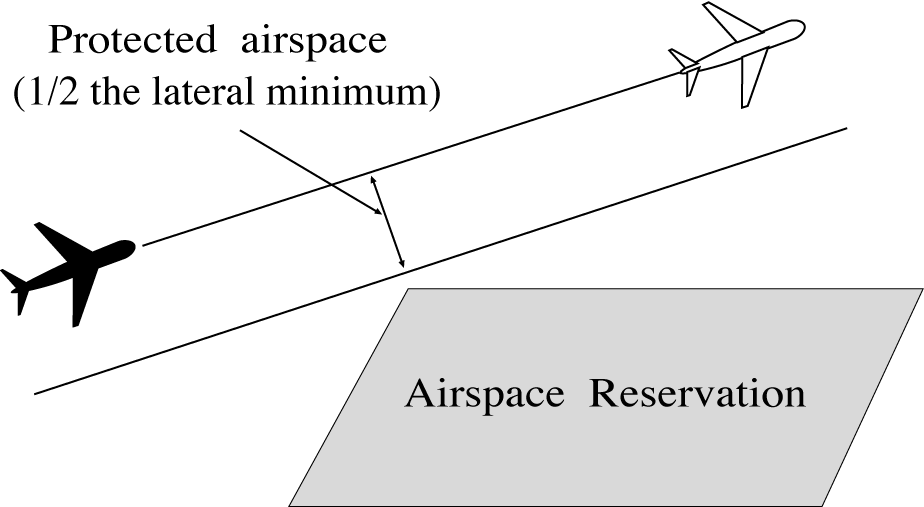 Protected airspace
(1/2 the lateral minimum)
Airspace Reservation